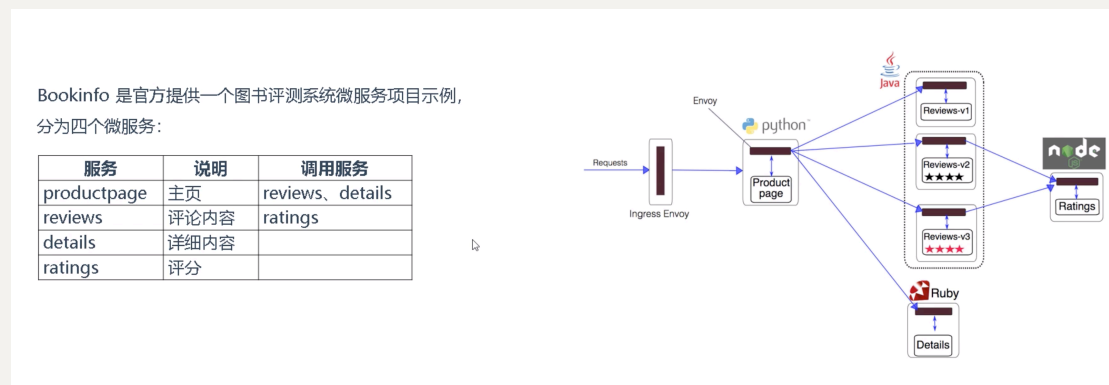 Bookinfo 是官方提供一个图书评测系统微服务项目示例，
分为四个微服务：
服务 说明 调用服务
productpage 主页 reviews、details
reviews 评论内容 ratings
details 详细内容
ratings 评分
Requests
Ingress Envoy
Envoy
python
Product
page
Java
Reviews-v1
Reviews-v2
Reviews-v3
node
JS
Ratings
Ruby
Details